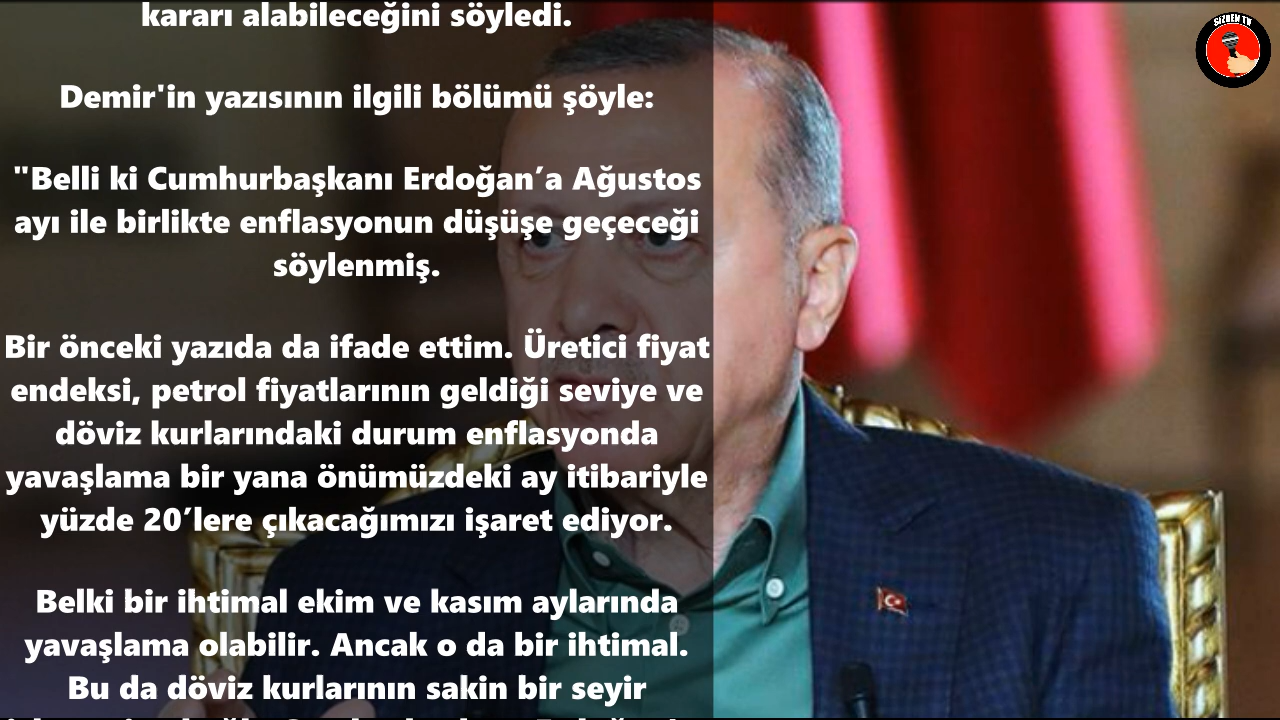 kararı alabileceğini söyledi.
Demir'in yazısının ilgili bölümü şöyle:
"Belli ki Cumhurbaşkanı Erdoğan’a Ağustos
ayı ile birlikte enflasyonun düşüşe geçeceği
söylenmiş.
Bir önceki yazıda da ifade ettim. Üretici fiyat
endeksi, petrol fiyatlarının geldiği seviye ve
döviz kurlarındaki durum enflasyonda
yavaşlama bir yana önümüzdeki ay itibariyle
yüzde 20’lere çıkacağımızı işaret ediyor.
Belki bir ihtimal ekim ve kasım aylarında
yavaşlama olabilir. Ancak o da bir ihtimal.
Bu da döviz kurlarının sakin bir seyir
SİZDEN TV